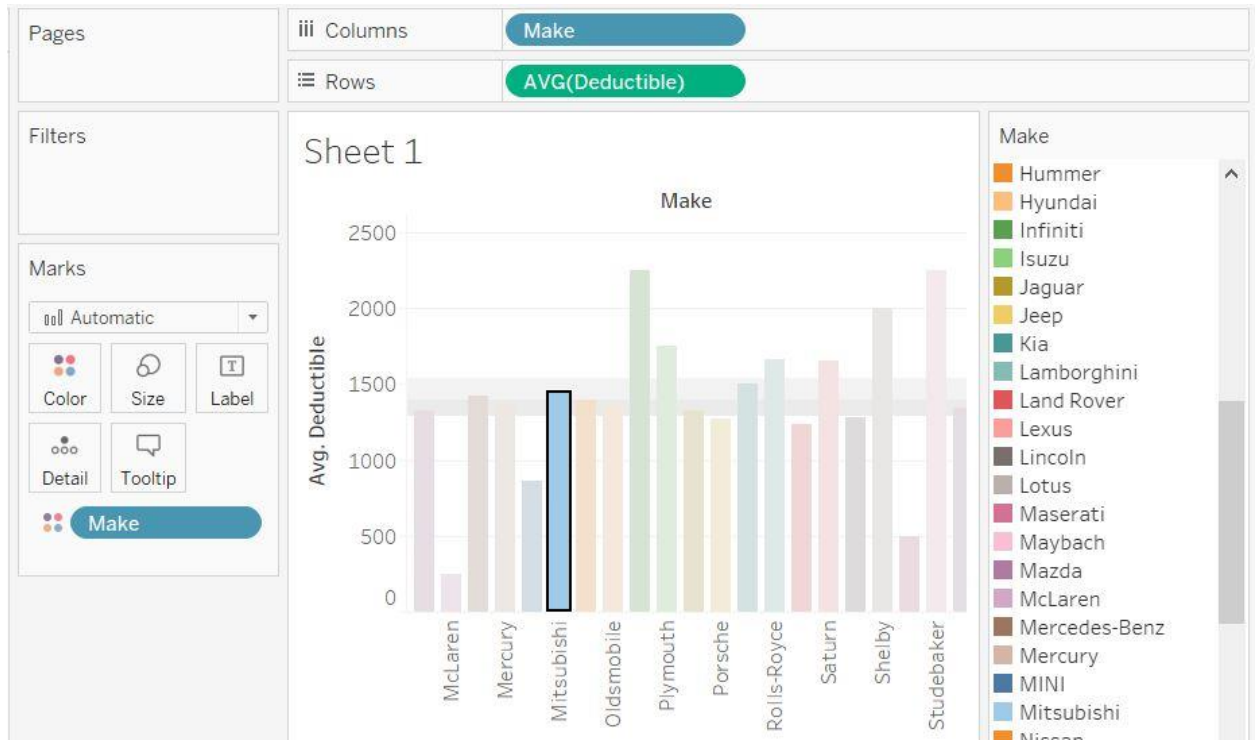 Pages
Columns
Make
Rows
AVG(Deductible)
Filters
Marks
Automatic
Color
Size
Label
Detail
Tooltip
Make
Sheet 1
Make
Avg. Deductible
2500
2000
1500
1000
500
0
McLaren
Mercury
Mitsubishi
Oldsmobile
Plymouth
Porsche
Rolls-Royce
Saturn
Shelby
Studebaker
Make
Hummer
Hyundai
Infiniti
Isuzu
Jaguar
Jeep
Kia
Lamborghini
Land Rover
Lexus
Lincoln
Lotus
Maserati
Maybach
Mazda
McLaren
Mercedes-Benz
Mercury
MINI
Mitsubishi
Nissan